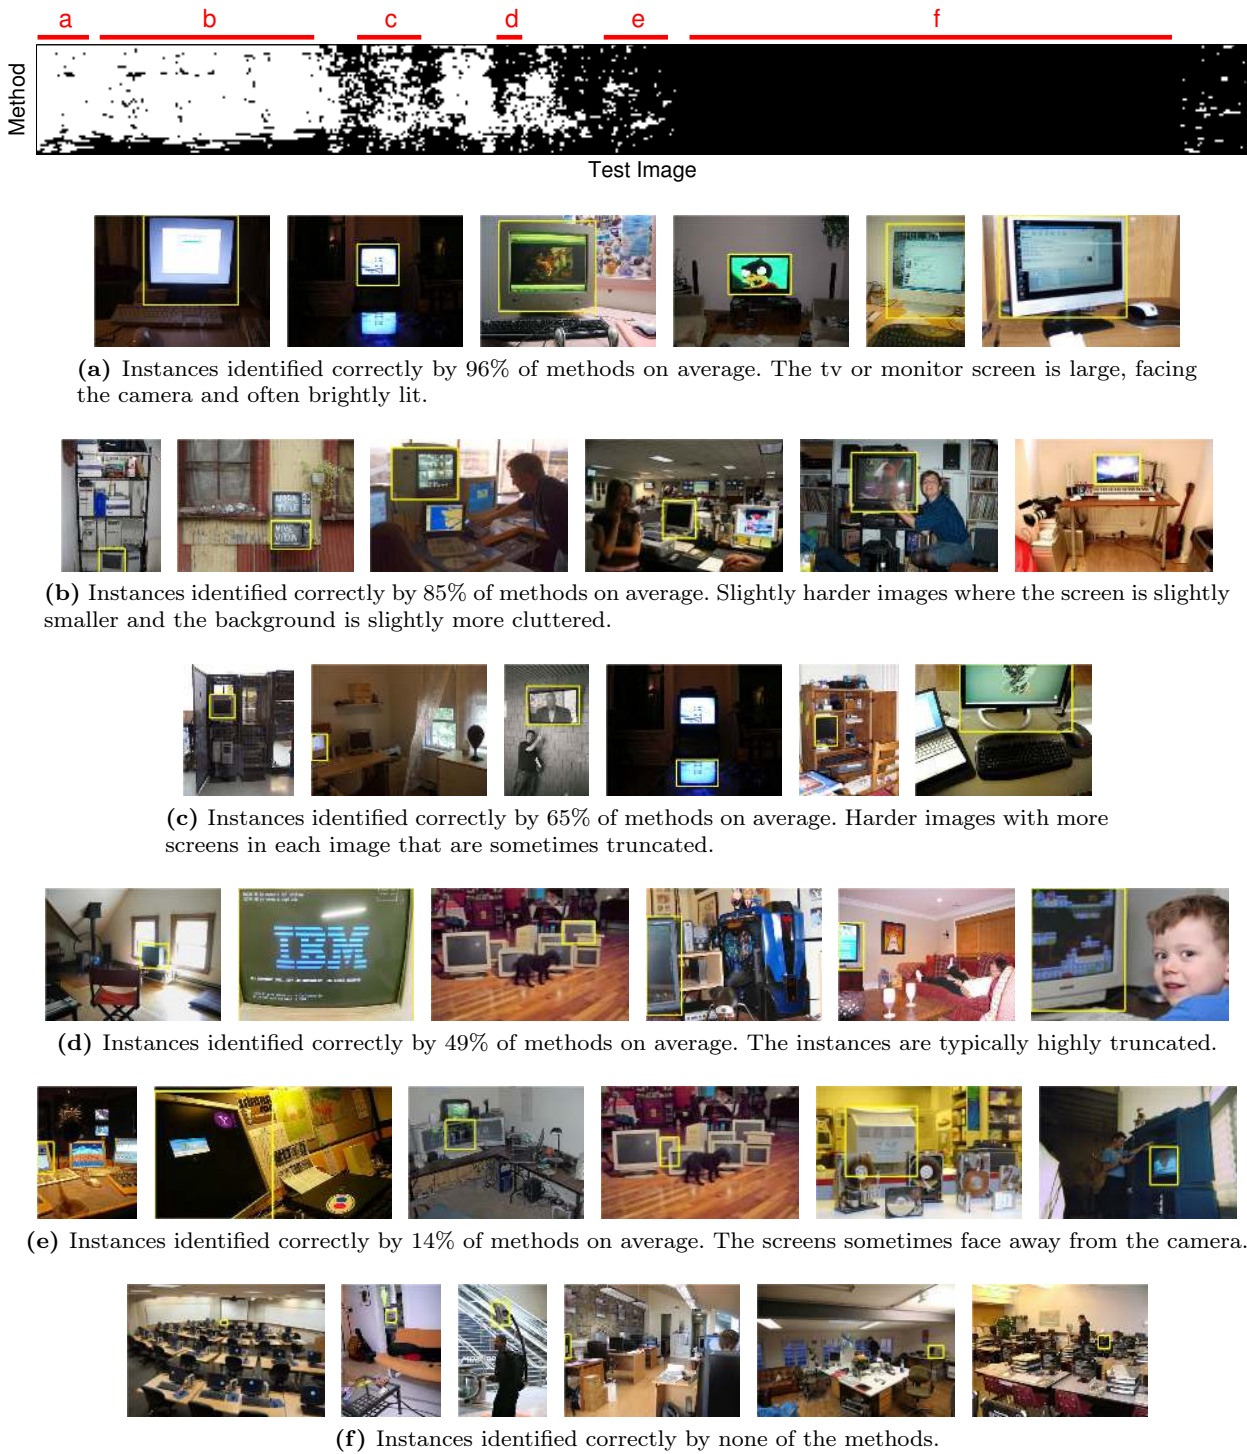 a b c d e f
Method
Test Image
(a) Instances identified correctly by 96% of methods on average. The tv or monitor screen is large, facing
the camera and often brightly lit.
(b) Instances identified correctly by 85% of methods on average. Slightly harder images where the screen is slightly
smaller and the background is slightly more cluttered.
(c) Instances identified correctly by 65% of methods on average. Harder images with more
screens in each image that are sometimes truncated.
IBM
(d) Instances identified correctly by 49% of methods on average. The instances are typically highly truncated.
Y
(e) Instances identified correctly by 14% of methods on average. The screens sometimes face away from the camera.
(f) Instances identified correctly by none of the methods.